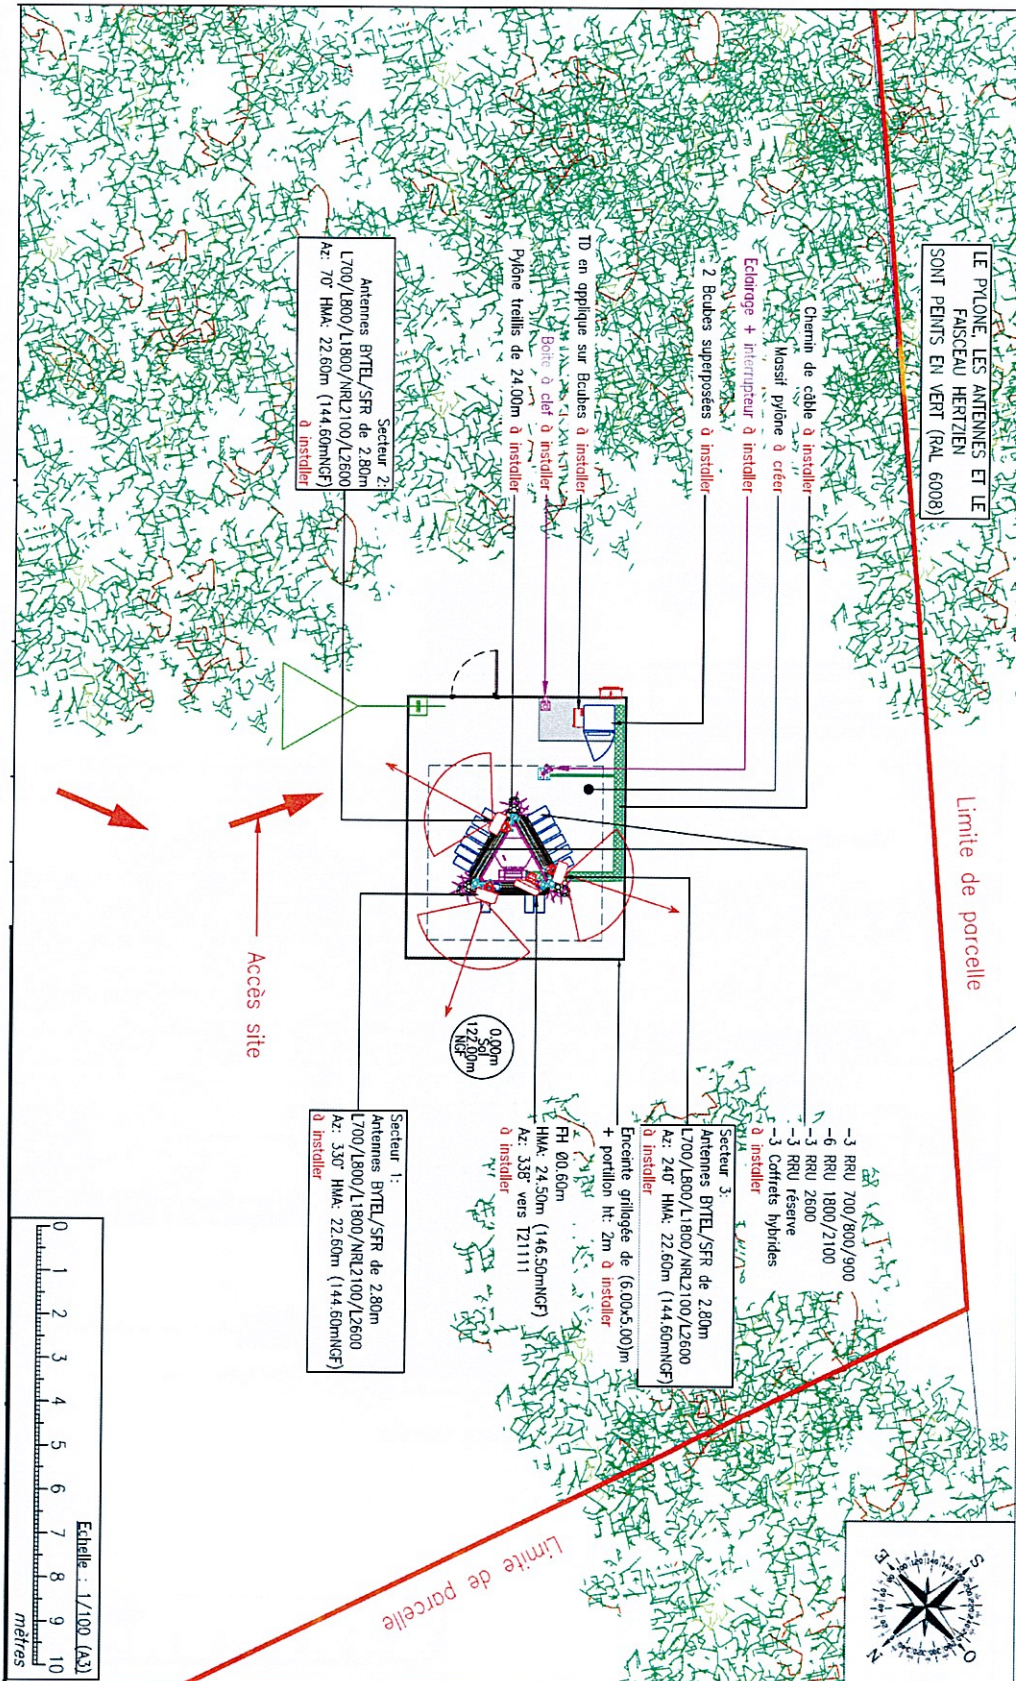 LE PYLONE, LES ANTENNES ET LE
FAISCEAU HERTZIEN
SONT PEINTS EN VERT (RAL 6008)
Chemin de câble à installer
Massif pylône à créer
Eclairage + interrupteur à installer
2 Bcubes superposées à installer
TD en applique sur Bcubes à installer
Boite à clef à installer
Pylône treillis de 24.00m à installer
Secteur 2:
Antennes BYTEL/SFR de 2.80m
L700/L800/L1800/NRL2100/L2600
Az: 70° HMA: 22.60m (144.60mNGF)
à installer
Limite de parcelle
-3 RRU 700/800/900
-6 RRU 1800/2100
-3 RRU 2600
-3 RRU réserve
-3 Coffrets hybrides
à installer
Secteur 3:
Antennes BYTEL/SFR de 2.80m
L700/L800/L1800/NRL2100/L2600
Az: 240° HMA: 22.60m (144.60mNGF)
à installer
Enceinte grillagée de (6.00x5.00)m
+ portillon ht: 2m à installer
FH Ø0.60m
HMA: 24.50m (146.50mNGF)
Az: 338° vers T21111
à installer
0.00m
Sol
122.00m
NGF
Secteur 1:
Antennes BYTEL/SFR de 2.80m
L700/L800/L1800/NRL2100/L2600
Az: 330° HMA: 22.60m (144.60mNGF)
à installer
Accès site
Limite de parcelle
S
O
E
N
Echelle : 1/100 (A3)
0 1 2 3 4 5 6 7 8 9 10
mètres